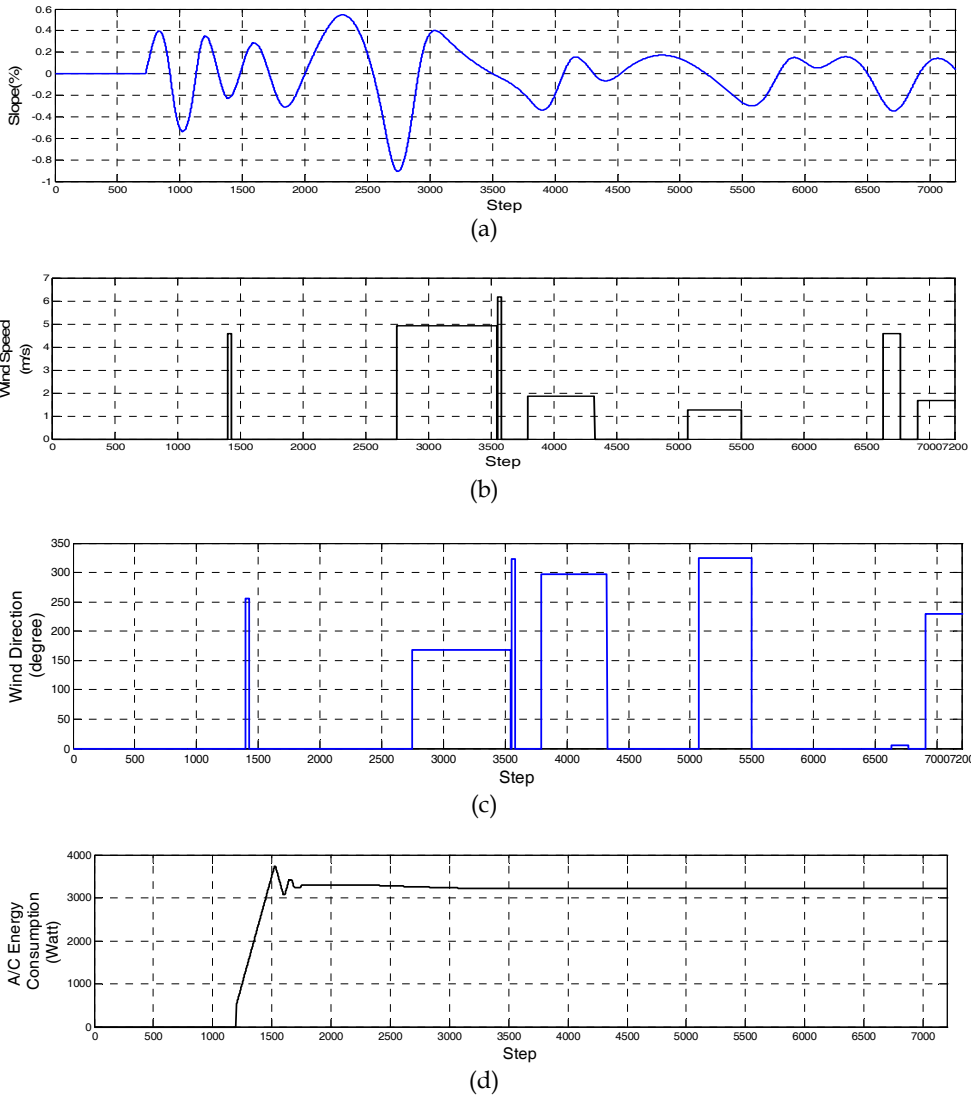 0.6
0.4
0.2
0
-0.2
-0.4
-0.6
-0.8
-1
Slope(%)
0 500 1000 1500 2000 2500 3000 3500 4000 4500 5000 5500 6000 6500 7000
Step
(a)
7
6
5
4
3
2
1
0
Wind Speed
(m/s)
0 500 1000 1500 2000 2500 3000 3500 4000 4500 5000 5500 6000 6500 70007200
Step
(b)
350
300
250
200
150
100
50
0
Wind Direction
(degree)
0 500 1000 1500 2000 2500 3000 3500 4000 4500 5000 5500 6000 6500 70007200
Step
(c)
4000
3000
2000
1000
0
A/C Energy
Consumption
(Watt)
0 500 1000 1500 2000 2500 3000 3500 4000 4500 5000 5500 6000 6500 7000
Step
(d)